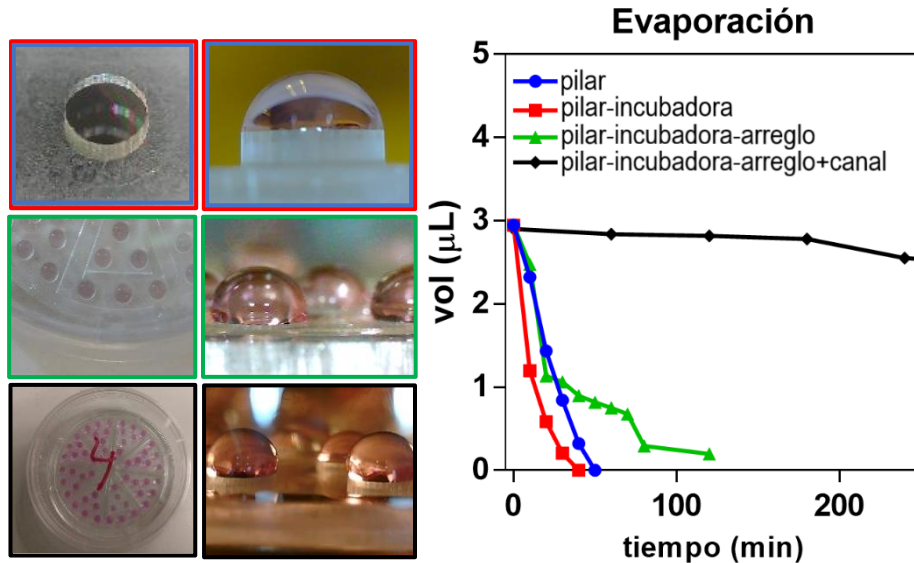 Evaporación
5
4
3
2
1
0
vol (µL)
pilar
pilar-incubadora
pilar-incubadora-arreglo
pilar-incubadora-arreglo+canal
0
100
200
tiempo (min)
4